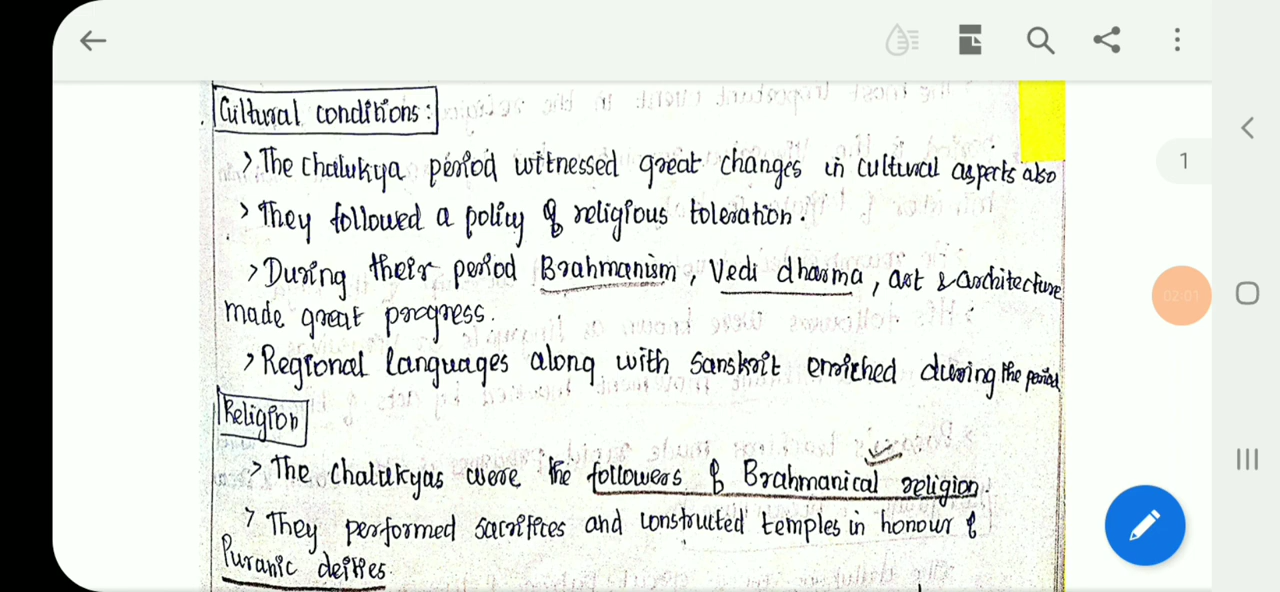 Cultural conditions:
> The Chalukya period witnessed great changes in cultural aspects also
> They followed a policy of religious toleration.
> During their period Brahmanism, Vedi dharma, art & architecture
made great progress.
> Regional languages along with Sanskrit enriched during the period
Religion
> The Chalukyas were the followers of Brahmanical religion.
> They performed sacrifices and constructed temples in honour of
Puranic deities.
1
02:01